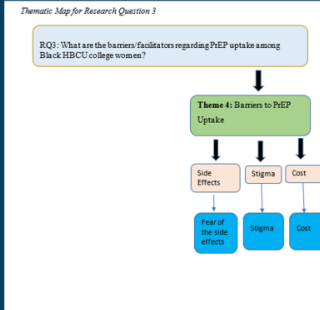 Thematic Map for Research Question 3
RQ3: What are the barriers/facilitators regarding PrEP uptake among
Black HBCU college women?
Theme 4: Barriers to PrEP
Uptake
Side
Effects
Stigma
Cost
Fear of
the side
effects
Stigma
Cost